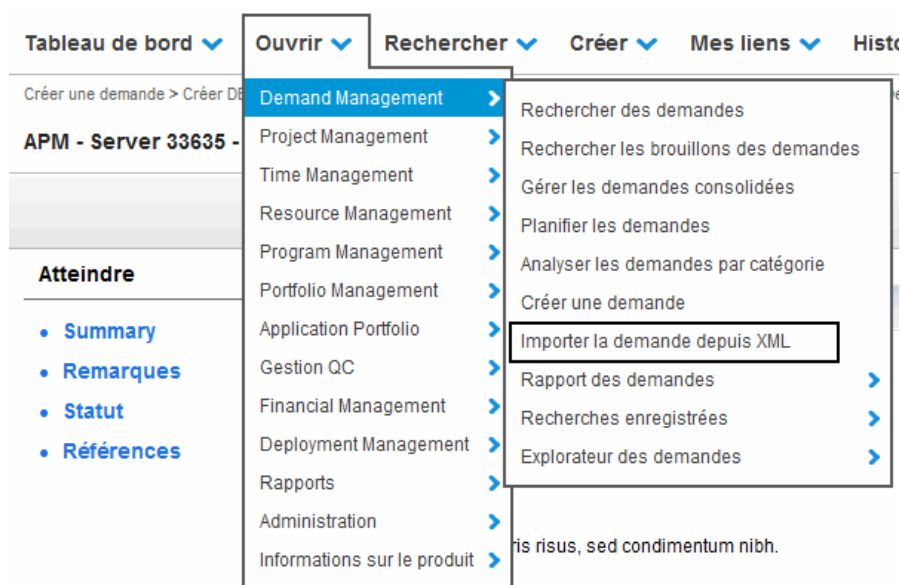 Tableau de bord Ouvrir Rechercher Créer Mes liens
Créer une demande > Créer
APM - Server 33635 -
Atteindre
Summary
Remarques
Statut
Références
Demand Management
Project Management
Time Management
Resource Management
Program Management
Portfolio Management
Application Portfolio
Gestion QC
Financial Management
Deployment Management
Rapports
Administration
Informations sur le produit
Rechercher des demandes
Rechercher les brouillons des demandes
Gérer les demandes consolidées
Planifier les demandes
Analyser les demandes par catégorie
Créer une demande
Importer la demande depuis XML
Rapport des demandes
Recherches enregistrées
Explorateur des demandes
risus, sed condimentum nibh.